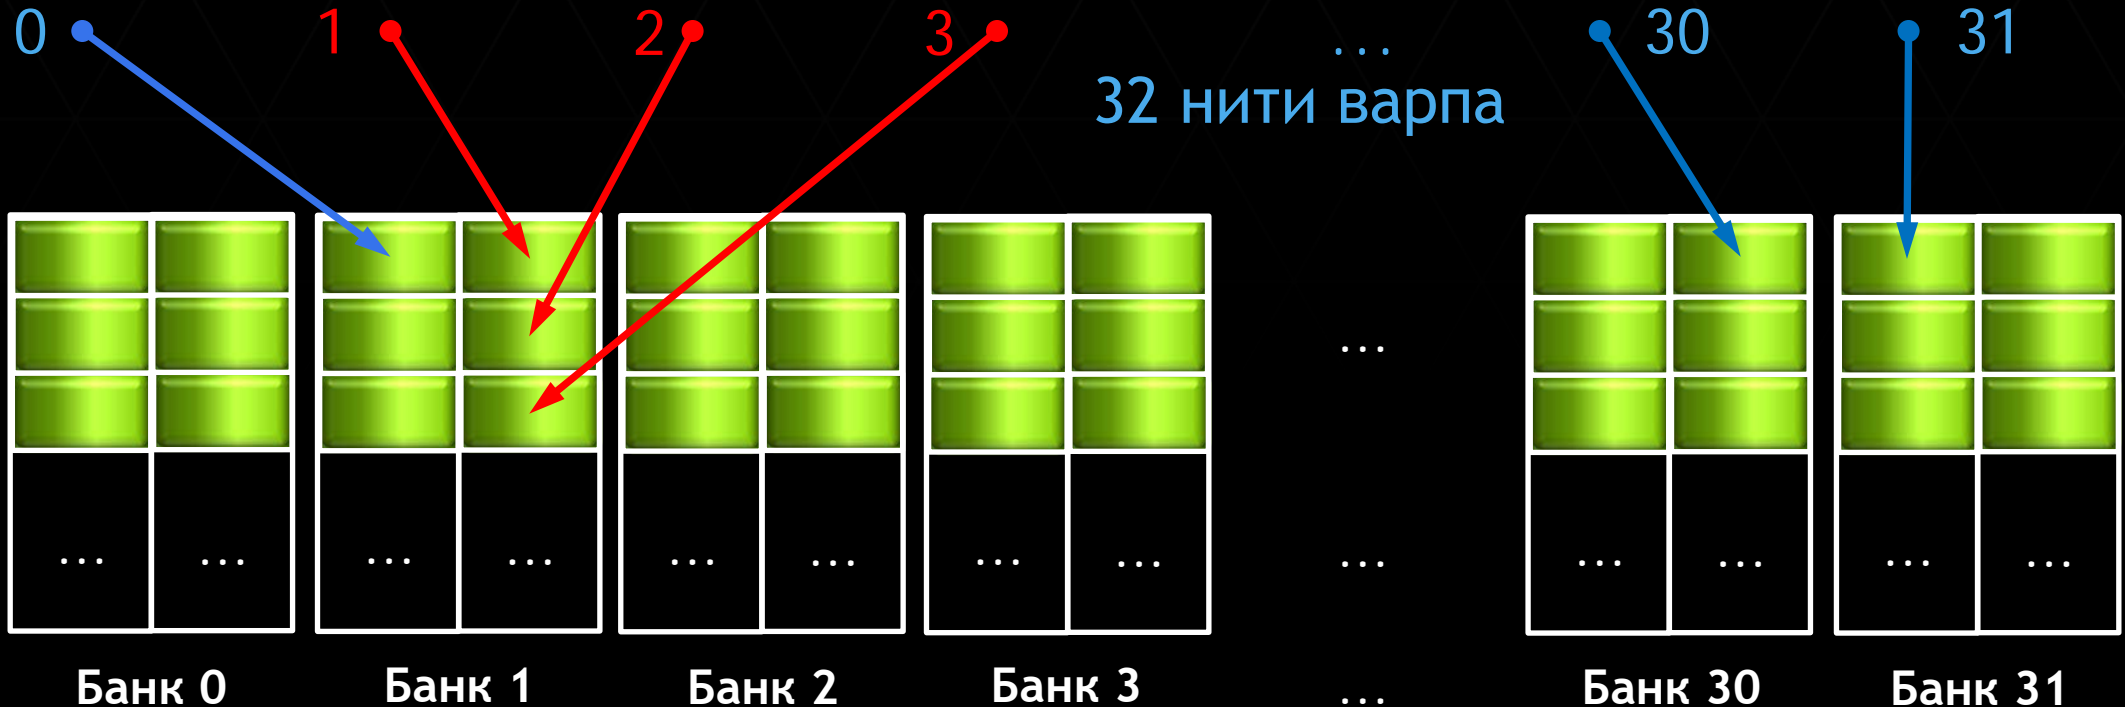 0 1 2 3 ... 30 31
32 нити варпа
...
... ... ... ... ... ... ... ... ... ... ... ... ...
Банк 0 Банк 1 Банк 2 Банк 3 ... Банк 30 Банк 31